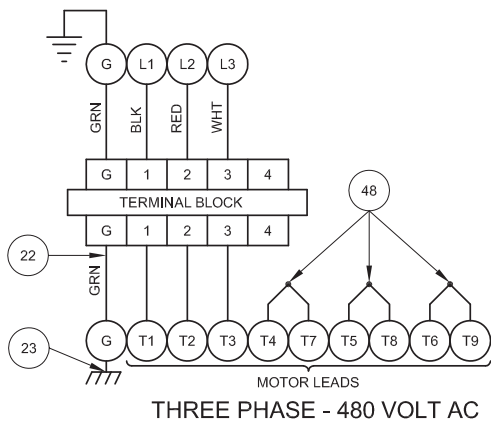 G L1 L2 L3
GRN BLK RED WHT
G 1 2 3 4
TERMINAL BLOCK
G 1 2 3 4
48
22
GRN
23
G T1 T2 T3 T4 T7 T5 T8 T6 T9
MOTOR LEADS
THREE PHASE - 480 VOLT AC